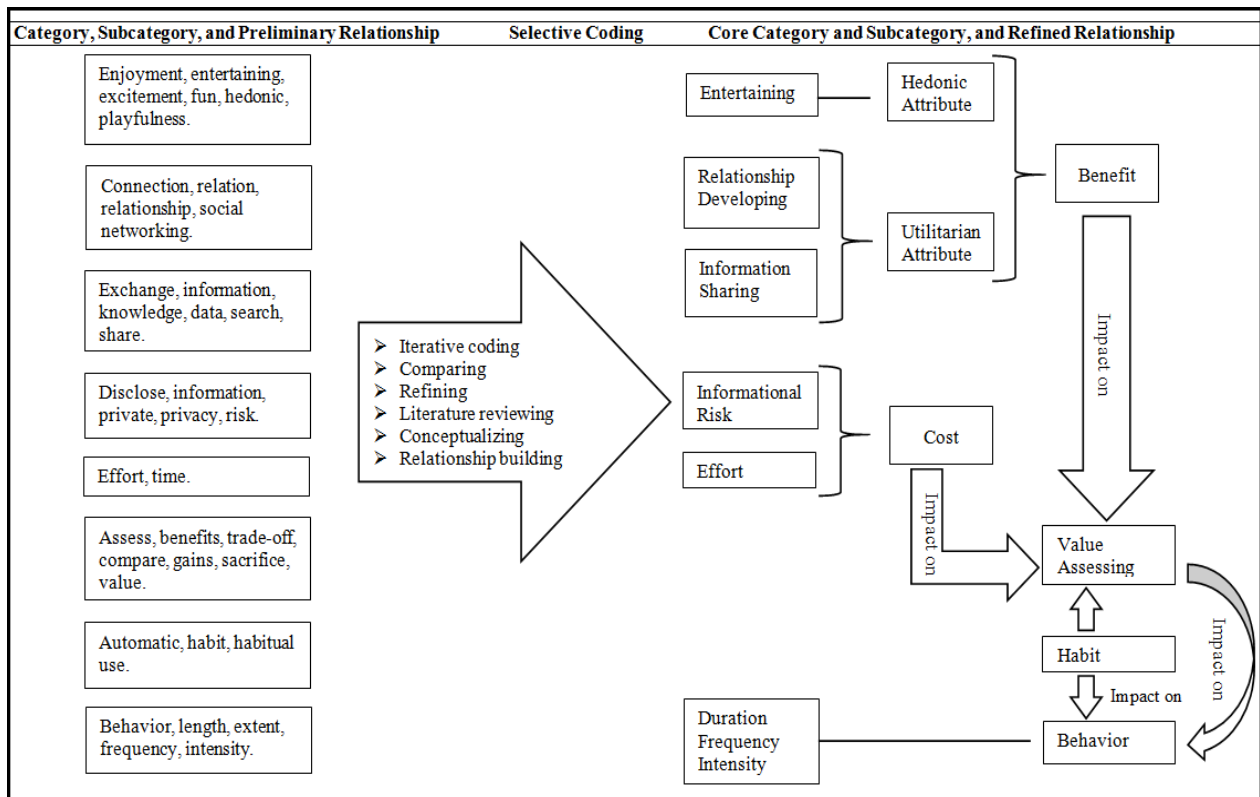 Category, Subcategory, and Preliminary Relationship
Selective Coding
Core Category and Subcategory, and Refined Relationship
Enjoyment, entertaining,
excitement, fun, hedonic,
playfulness.
Connection, relation,
relationship, social
networking.
Exchange, information,
knowledge, data, search,
share.
Disclose, information,
private, privacy, risk.
Effort, time.
Assess, benefits, trade-off,
compare, gains, sacrifice,
value.
Automatic, habit, habitual
use.
Behavior, length, extent,
frequency, intensity.
➢ Iterative coding
➢ Comparing
➢ Refining
➢ Literature reviewing
➢ Conceptualizing
➢ Relationship building
Entertaining
Hedonic
Attribute
Relationship
Developing
Information
Sharing
Utilitarian
Attribute
Benefit
Impact on
Informational
Risk
Effort
Cost
Impact on
Value
Assessing
Habit
Impact on
Impact on
Duration
Frequency
Intensity
Behavior